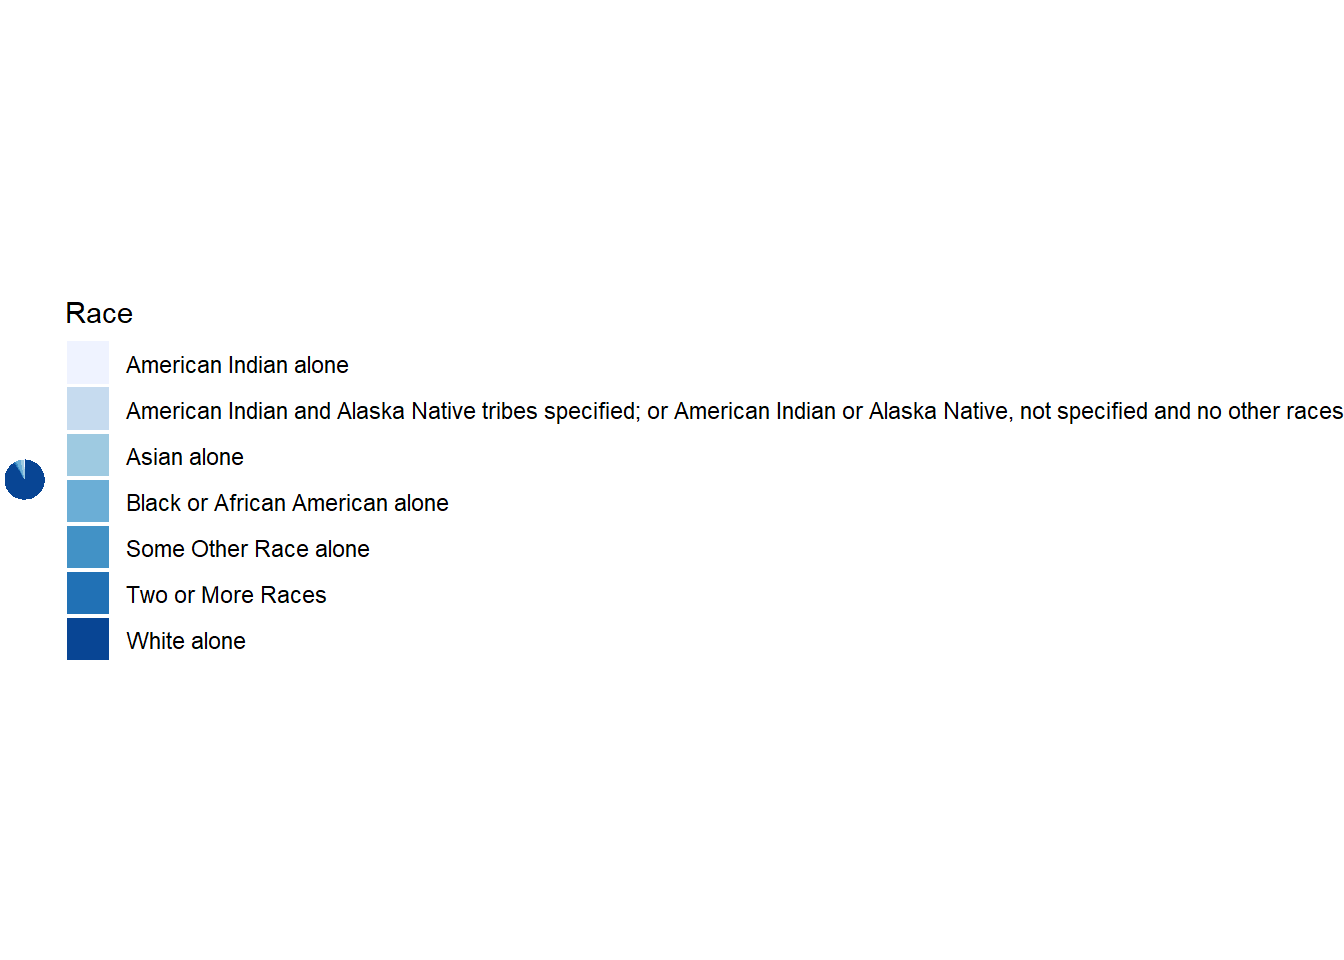 Race
American Indian alone
American Indian and Alaska Native tribes specified; or American Indian or Alaska Native, not specified and no other races
Asian alone
Black or African American alone
Some Other Race alone
Two or More Races
White alone